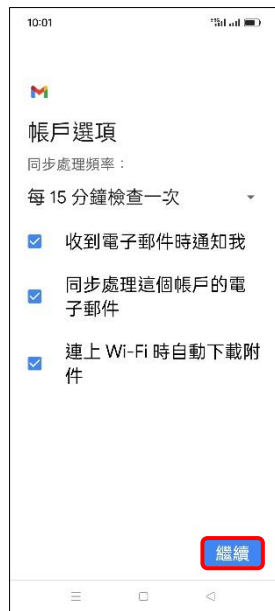 10:01
帳戶選項
同步處理頻率：
每 15 分鐘檢查一次
收到電子郵件時通知我
同步處理這個帳戶的電
子郵件
連上 Wi-Fi 時自動下載附
件
繼續